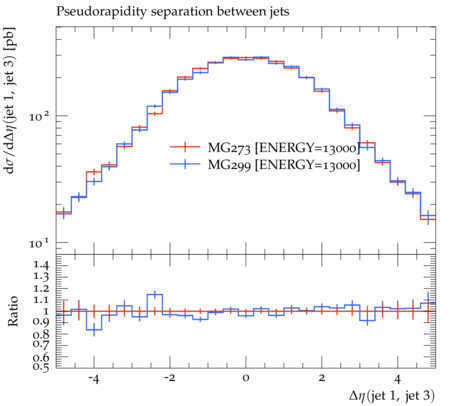 Pseudorapidity separation between jets
dσ/dΔη(jet 1, jet 3) [pb]
10²
10¹
MG273 [ENERGY=13000]
MG299 [ENERGY=13000]
Ratio
1.4
1.3
1.2
1.1
1
0.9
0.8
0.7
0.6
0.5
-4 -2 0 2 4
Δη(jet 1, jet 3)